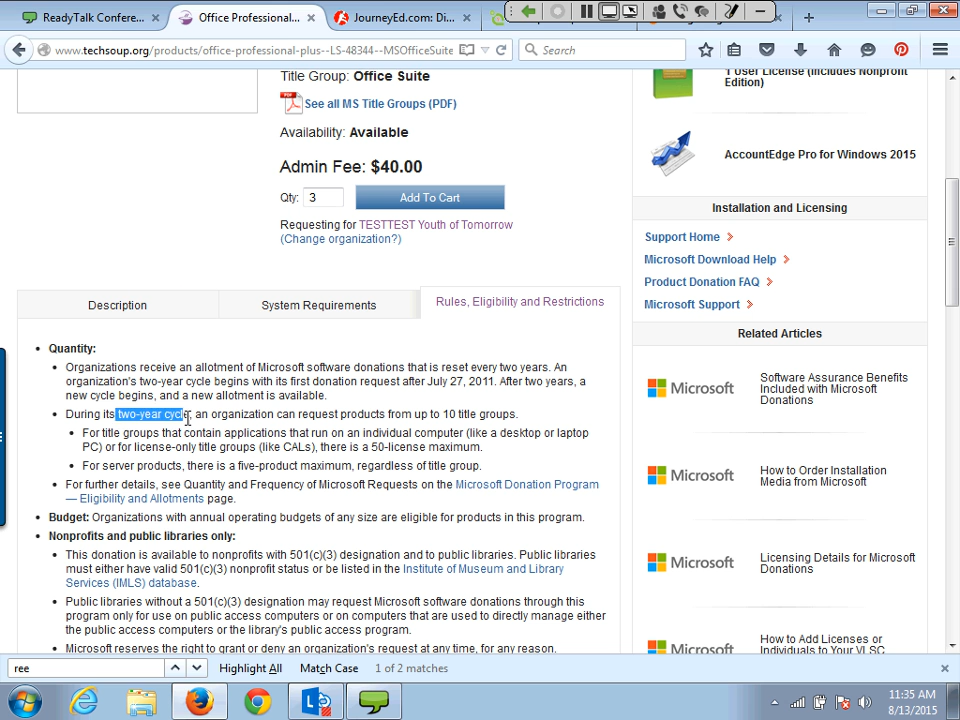 ReadyTalk Conferen...
Office Professional...
JourneyEd.com: Di...
www.techsoup.org/products/office-professional-plus--LS-48344--MSOfficeSuite
Search
Title Group: Office Suite
See all MS Title Groups (PDF)
Availability: Available
Admin Fee: $40.00
Qty: 3 Add To Cart
Requesting for TESTTEST Youth of Tomorrow
(Change organization?)
Description System Requirements Rules, Eligibility and Restrictions
• Quantity:
• Organizations receive an allotment of Microsoft software donations that is reset every two years. An
organization's two-year cycle begins with its first donation request after July 27, 2011. After two years, a
new cycle begins, and a new allotment is available.
• During its two-year cycle, an organization can request products from up to 10 title groups.
• For title groups that contain applications that run on an individual computer (like a desktop or laptop
PC) or for license-only title groups (like CALs), there is a 50-license maximum.
• For server products, there is a five-product maximum, regardless of title group.
• For further details, see Quantity and Frequency of Microsoft Requests on the Microsoft Donation Program
— Eligibility and Allotments page.
• Budget: Organizations with annual operating budgets of any size are eligible for products in this program.
• Nonprofits and public libraries only:
• This donation is available to nonprofits with 501(c)(3) designation and to public libraries. Public libraries
must either have valid 501(c)(3) nonprofit status or be listed in the Institute of Museum and Library
Services (IMLS) database.
• Public libraries without a 501(c)(3) designation may request Microsoft software donations through this
program only for use on public access computers or on computers that are used to directly manage either
the public access computers or the library's public access program.
• Microsoft reserves the right to grant or deny an organization's request at any time, for any reason.
1 User License (Includes Nonprofit
Edition)
AccountEdge Pro for Windows 2015
Installation and Licensing
Support Home
Microsoft Download Help
Product Donation FAQ
Microsoft Support
Related Articles
Microsoft
Software Assurance Benefits
Included with Microsoft
Donations
Microsoft
How to Order Installation
Media from Microsoft
Microsoft
Licensing Details for Microsoft
Donations
Microsoft
How to Add Licenses or
Individuals to Your VLSC
ree Highlight All Match Case 1 of 2 matches
11:35 AM
8/13/2015